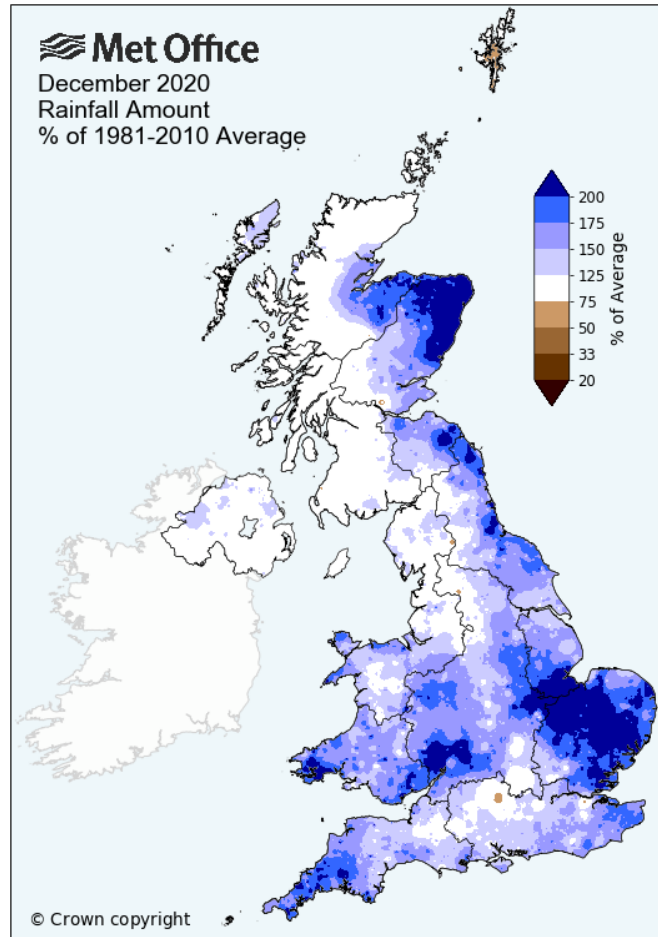 Met Office
December 2020
Rainfall Amount
% of 1981-2010 Average
200
175
150
125
75
50
33
20
% of Average
© Crown copyright